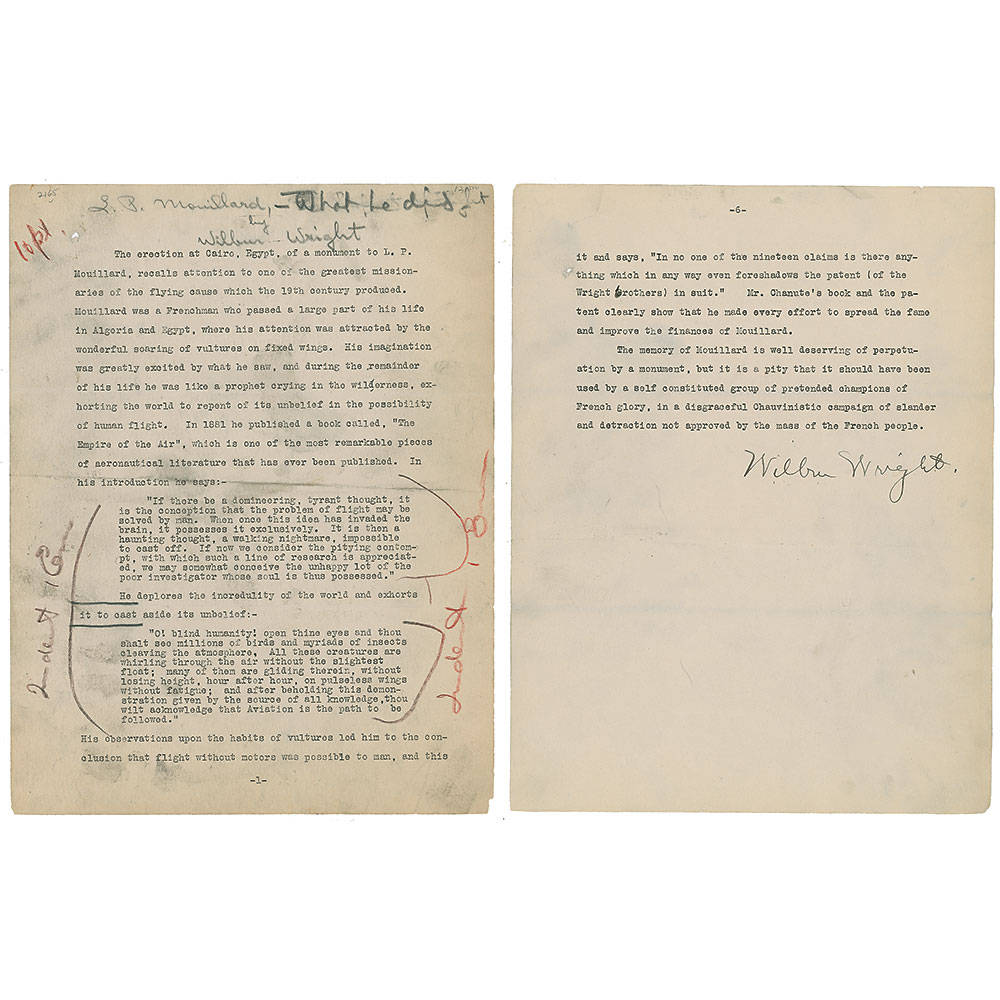 L. P. Mouillard, - What he did
by
Wilbur Wright
The erection at Cairo, Egypt, of a monument to L. P.
Mouillard, recalls attention to one of the greatest mission-
aries of the flying cause which the 19th century produced.
Mouillard was a Frenchman who passed a large part of his life
in Algeria and Egypt, where his attention was attracted by the
wonderful soaring of vultures on fixed wings. His imagination
was greatly excited by what he saw, and during the remainder
of his life he was like a prophet crying in the wilderness, ex-
horting the world to repent of its unbelief in the possibility
of human flight. In 1881 he published a book called, "The
Empire of the Air", which is one of the most remarkable pieces
of aeronautical literature that has ever been published. In
his introduction he says:-
"If there be a domineering, tyrant thought, it
is the conception that the problem of flight may be
solved by man. When once this idea has invaded the
brain, it possesses it exclusively. It is then a
haunting thought, a walking nightmare, impossible
to cast off. If now we consider the pitying contem-
pt, with which such a line of research is appreciat-
ed, we may somewhat conceive the unhappy lot of the
poor investigator whose soul is thus possessed."
He deplores the incredulity of the world and exhorts
it to cast aside its unbelief:-
"O! blind humanity! open thine eyes and thou
shalt see millions of birds and myriads of insects
cleaving the atmosphere, All these creatures are
whirling through the air without the slightest
float; many of them are gliding therein, without
losing height, hour after hour, on pulseless wings
without fatigue; and after beholding this demon-
stration given by the source of all knowledge,thou
wilt acknowledge that Aviation is the path to be
followed."
His observations upon the habits of vultures led him to the con-
clusion that flight without motors was possible to man, and this
-1-
Indent
Indent
-6-
it and says, "In no one of the nineteen claims is there any-
thing which in any way even foreshadows the patent (of the
Wright brothers) in suit." Mr. Chanute's book and the pa-
tent clearly show that he made every effort to spread the fame
and improve the finances of Mouillard.
The memory of Mouillard is well deserving of perpetu-
ation by a monument, but it is a pity that it should have been
used by a self constituted group of pretended champions of
French glory, in a disgraceful Chauvinistic campaign of slander
and detraction not approved by the mass of the French people.
Wilbur Wright.